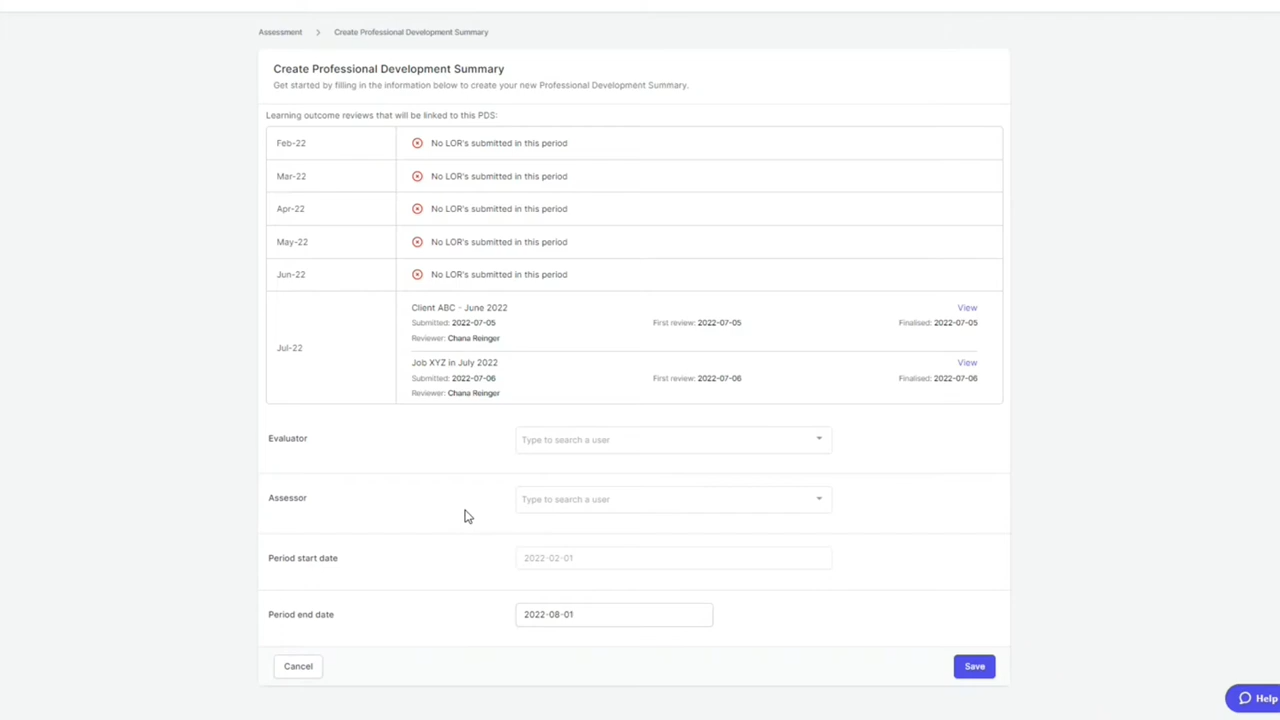 Assessment > Create Professional Development Summary
Create Professional Development Summary
Get started by filling in the information below to create your new Professional Development Summary.
Learning outcome reviews that will be linked to this PDS:
Feb-22 No LOR's submitted in this period
Mar-22 No LOR's submitted in this period
Apr-22 No LOR's submitted in this period
May-22 No LOR's submitted in this period
Jun-22 No LOR's submitted in this period
Jul-22
Client ABC - June 2022 View
Submitted: 2022-07-05 First review: 2022-07-05 Finalised: 2022-07-05
Reviewer: Chana Reinger
Job XYZ in July 2022 View
Submitted: 2022-07-06 First review: 2022-07-06 Finalised: 2022-07-06
Reviewer: Chana Reinger
Evaluator Type to search a user
Assessor Type to search a user
Period start date 2022-02-01
Period end date 2022-08-01
Cancel Save
Help